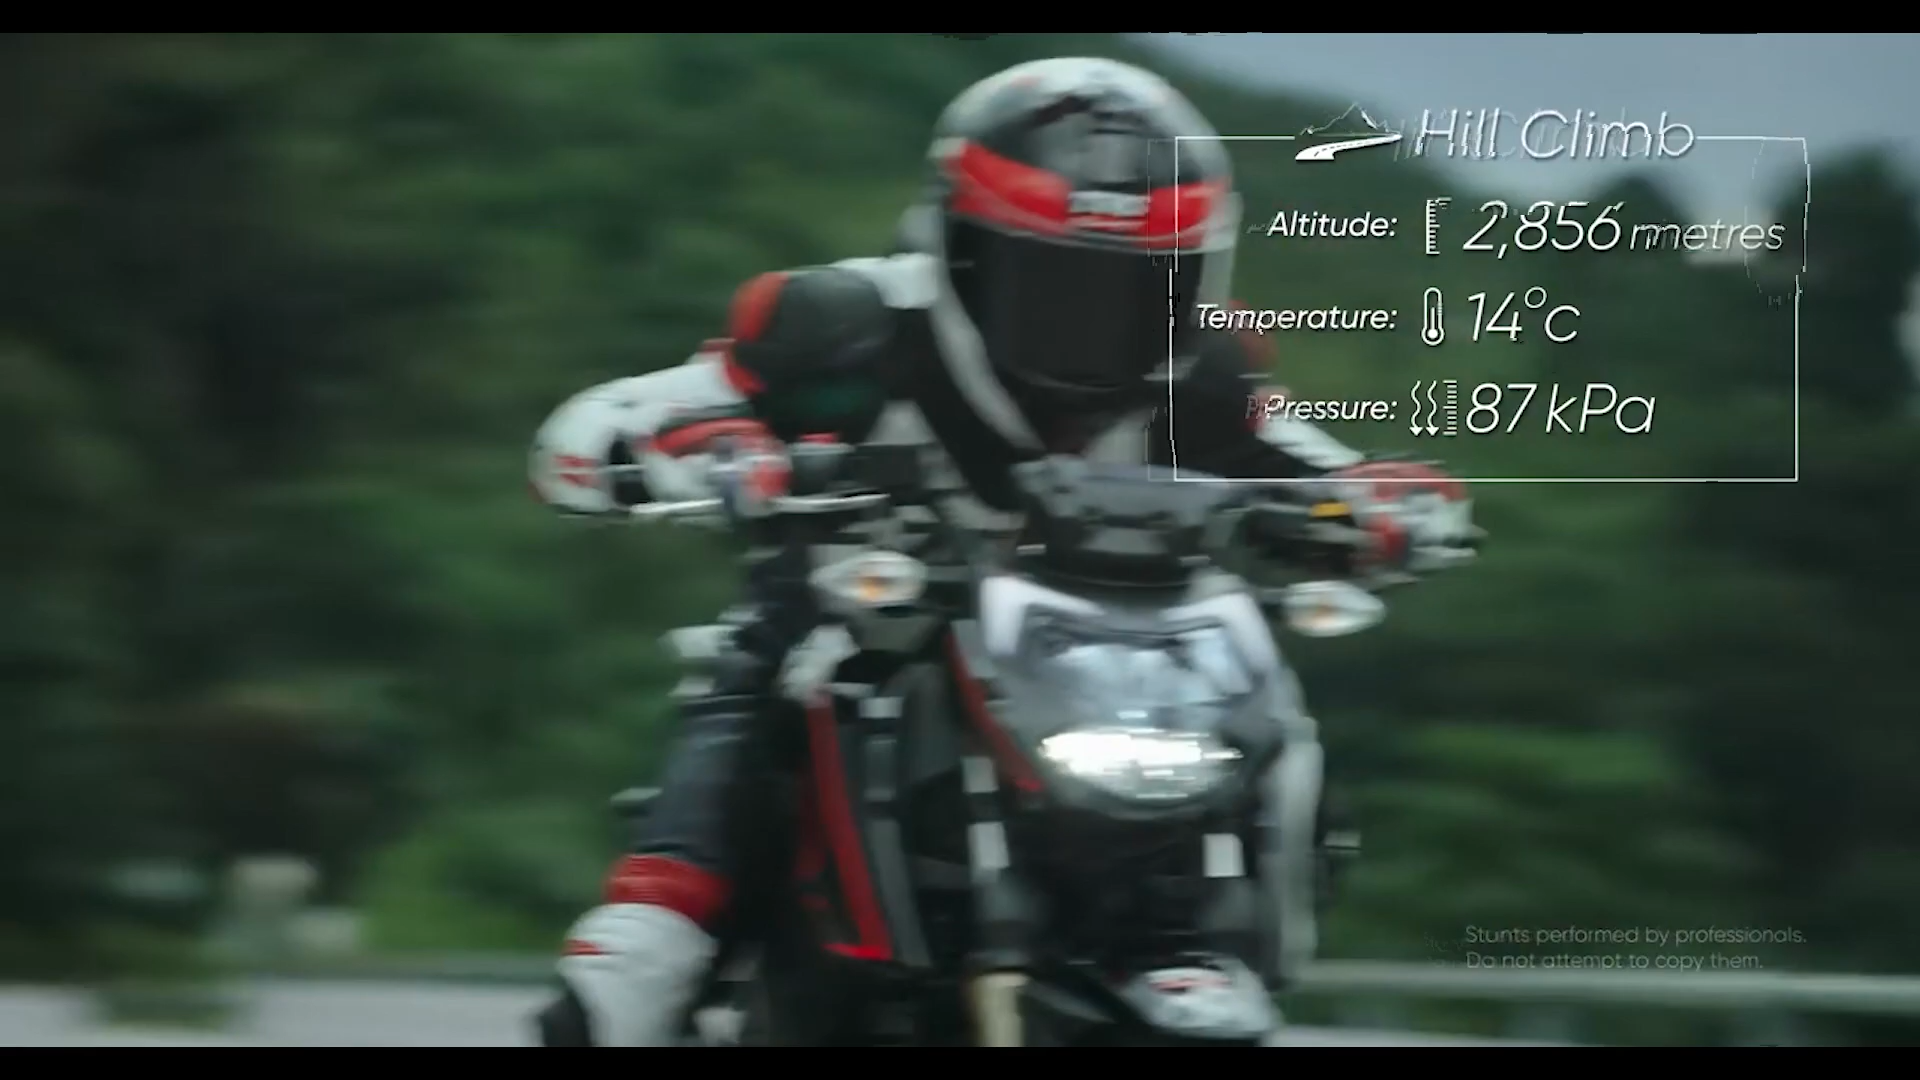 Hill Climb
Altitude: 2,856 metres
Temperature: 14°c
Pressure: 87 kPa
Stunts performed by professionals.
Do not attempt to copy them.